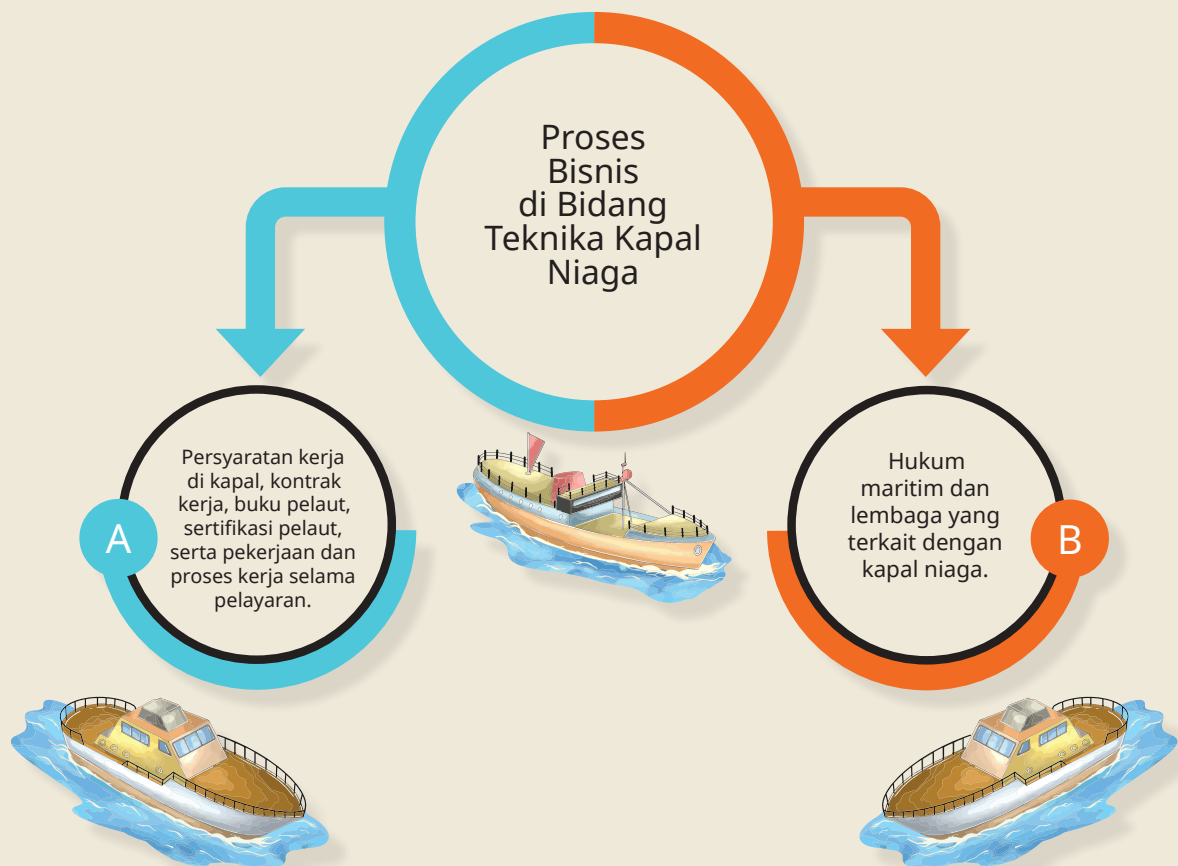 Proses
Bisnis
di Bidang
Teknika Kapal
Niaga
A
Persyaratan kerja
di kapal, kontrak
kerja, buku pelaut,
sertifikasi pelaut,
serta pekerjaan dan
proses kerja selama
pelayaran.
Hukum
maritim dan
lembaga yang
terkait dengan
kapal niaga.
B